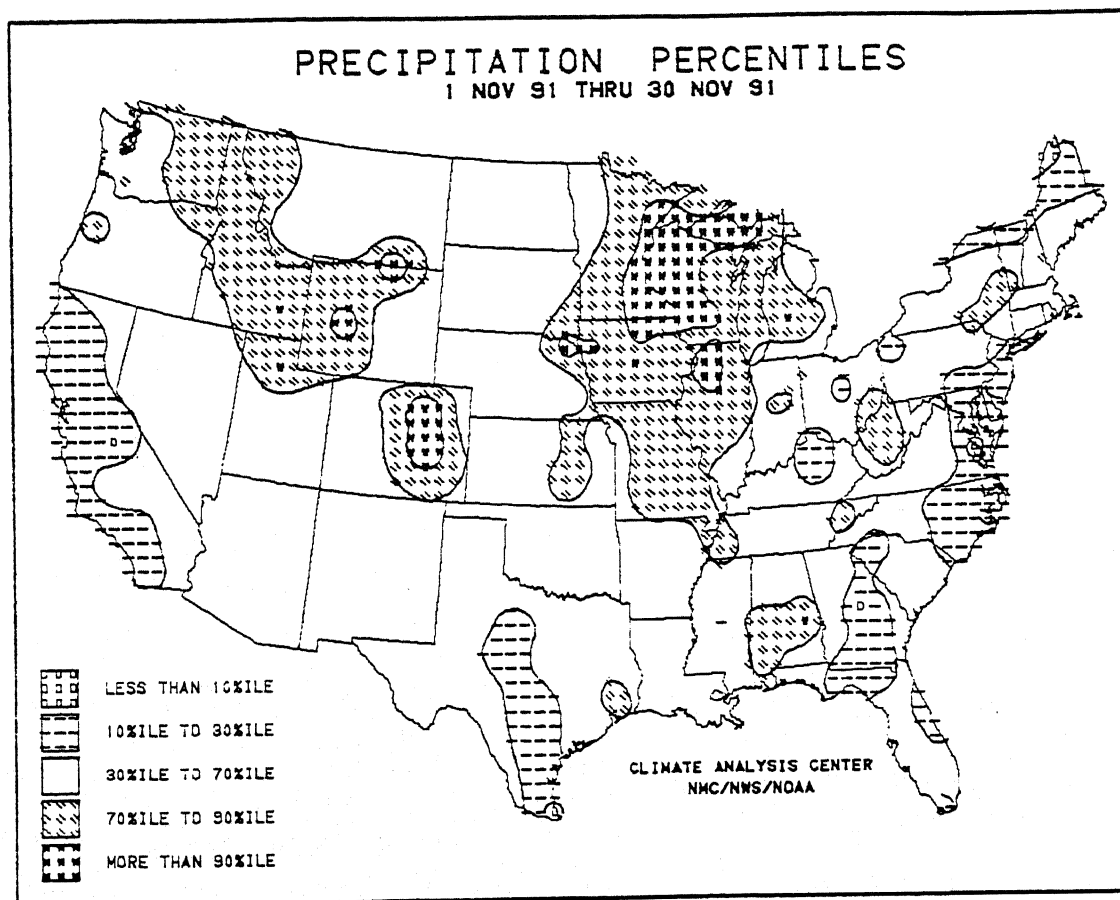 PRECIPITATION PERCENTILES
1 NOV 91 THRU 30 NOV 91
D
D
D
D
LESS THAN 10%ILE
10%ILE TO 30%ILE
30%ILE TO 70%ILE
70%ILE TO 90%ILE
MORE THAN 90%ILE
CLIMATE ANALYSIS CENTER
NMC/NWS/NOAA